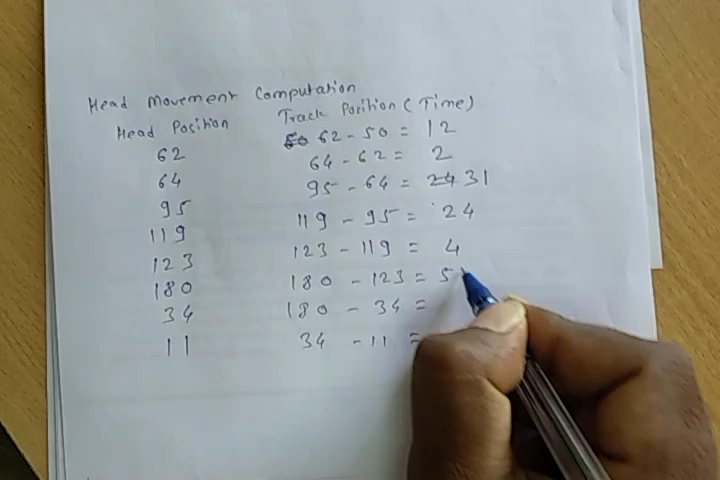 Head Movement Computation
Head Position Track Position (Time)
62 62 - 50 = 12
64 64 - 62 = 2
95 95 - 64 = 31
119 119 - 95 = 24
123 123 - 119 = 4
180 180 - 123 = 5
34 180 - 34 =
11 34 - 11 =